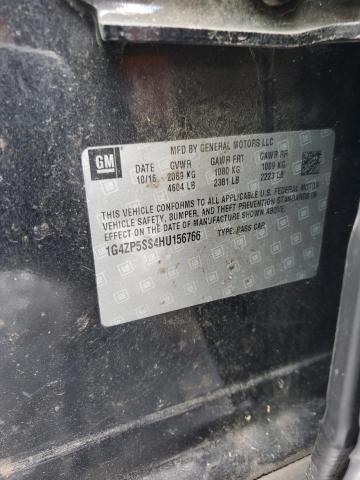 GM
MFD BY GENERAL MOTORS LLC
DATE GVWR GAWR FRT GAWR RR
10/16 2089 KG 1080 KG 1009 KG
4604 LB 2381 LB 2223 LB
THIS VEHICLE CONFORMS TO ALL APPLICABLE U.S. FEDERAL MOTOR
VEHICLE SAFETY, BUMPER, AND THEFT PREVENTION STANDARDS IN
EFFECT ON THE DATE OF MANUFACTURE SHOWN ABOVE.
1G4ZP5SS4HU156766 TYPE: PASS CAR